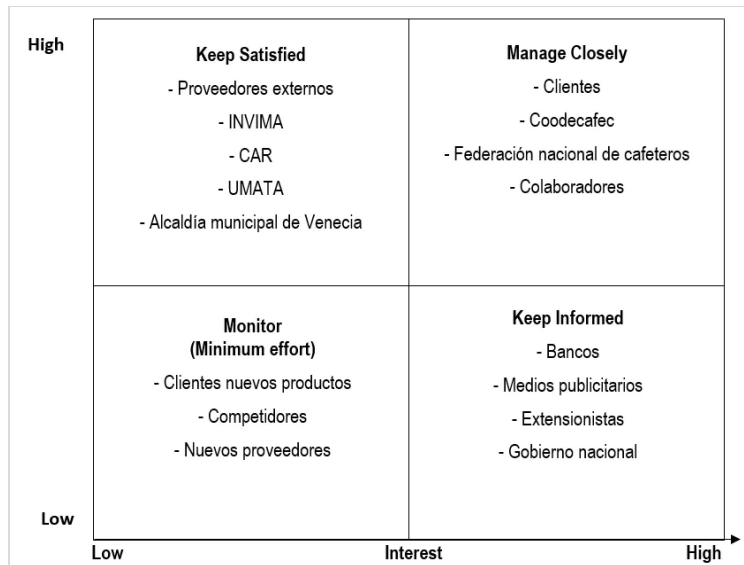 High
Keep Satisfied
- Proveedores externos
- INVIMA
- CAR
- UMATA
- Alcaldía municipal de Venecia
Manage Closely
- Clientes
- Coodecafec
- Federación nacional de cafeteros
- Colaboradores
Monitor
(Minimum effort)
- Clientes nuevos productos
- Competidores
- Nuevos proveedores
Keep Informed
- Bancos
- Medios publicitarios
- Extensionistas
- Gobierno nacional
Low
Low
Interest
High